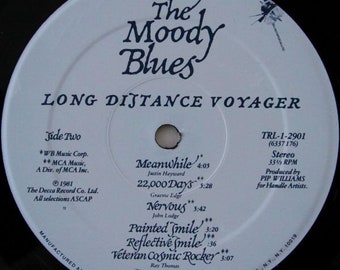 The
Moody
Blues
LONG DISTANCE VOYAGER
Side Two
* WB Music Corp.
** MCA Music,
A Div. of MCA Inc.
℗ 1981
The Decca Record Co. Ltd.
All selections ASCAP
TRL-1-2901
(6337 176)
Stereo
33⅓ RPM
Produced by
PIP WILLIAMS
for Handle Artists.
Meanwhile* 4:03
Justin Hayward
22,000 Days** 5:28
Graeme Edge
Nervous** 5:42
John Lodge
Painted Smile** 3:20
Reflective Smile** :36
Veteran Cosmic Rocker** 3:07
Ray Thomas
MANUFACTURED
N.Y., N.Y. 10019